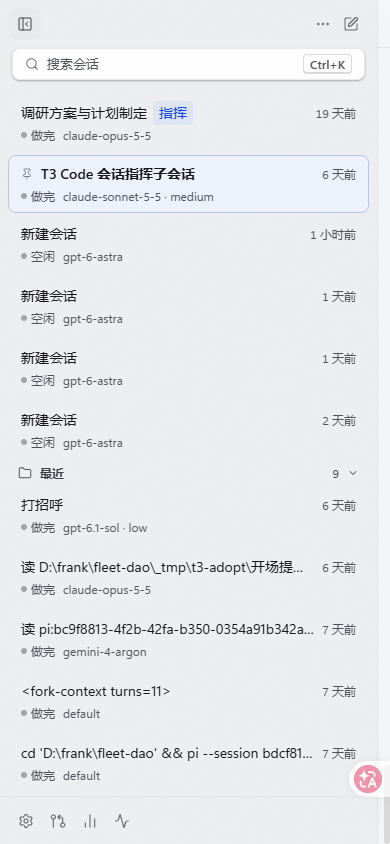 搜索会话 Ctrl+K
调研方案与计划制定 指挥 19 天前
做完 claude-opus-5-5
T3 Code 会话指挥子会话 6 天前
做完 claude-sonnet-5-5 · medium
新建会话 1 小时前
空闲 gpt-6-astra
新建会话 1 天前
空闲 gpt-6-astra
新建会话 1 天前
空闲 gpt-6-astra
新建会话 2 天前
空闲 gpt-6-astra
最近 9
打招呼 6 天前
做完 gpt-6.1-sol · low
读 D:\frank\fleet-dao\_tmp\t3-adopt\开场提... 6 天前
做完 claude-opus-5-5
读 pi:bc9f8813-4f2b-42fa-b350-0354a91b342a... 7 天前
做完 gemini-4-argon
<fork-context turns=11> 7 天前
做完 default
cd 'D:\frank\fleet-dao' && pi --session bdcf81... 7 天前
做完 default